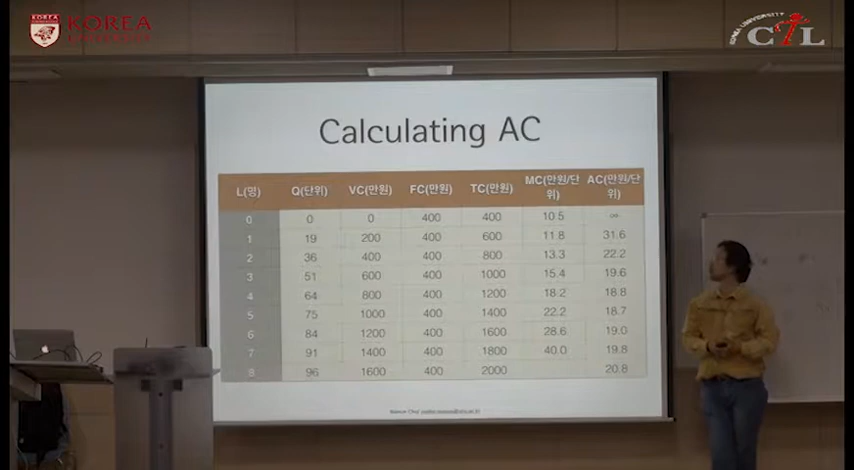 KOREA
CTL
Calculating AC
L(명) Q(단위) VC(만원) FC(만원) TC(만원) MC(만원/단위) AC(만원/단위)
0 0 0 400 400 10.5 ∞
1 19 200 400 600 11.8 31.6
2 36 400 400 800 13.3 22.2
3 51 600 400 1000 15.4 19.6
4 64 800 400 1200 18.2 18.8
5 75 1000 400 1400 22.2 18.7
6 84 1200 400 1600 28.6 19.0
7 91 1400 400 1800 40.0 19.8
8 96 1600 400 2000 20.8